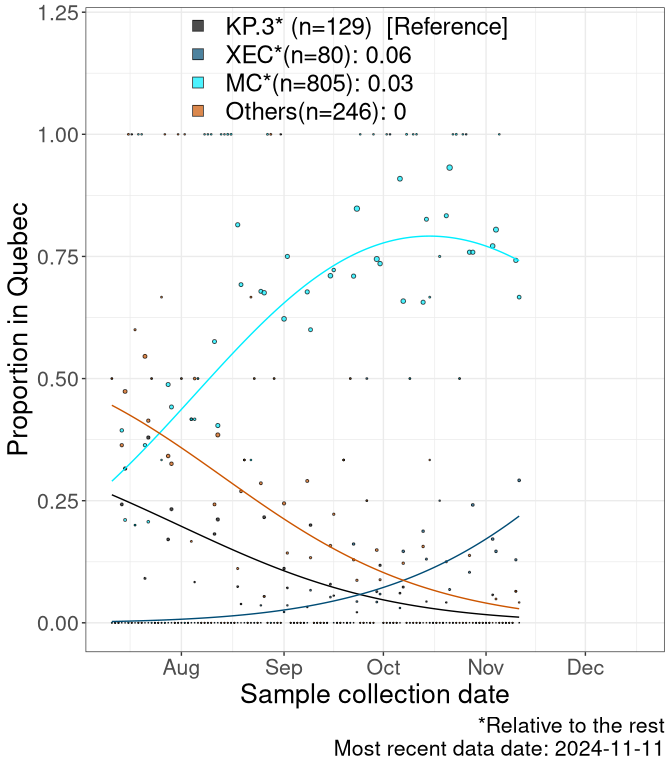 KP.3* (n=129)  [Reference]
XEC*(n=80): 0.06
MC*(n=805): 0.03
Others(n=246): 0
Proportion in Quebec
1.25
1.00
0.75
0.50
0.25
0.00
Aug Sep Oct Nov Dec
Sample collection date
*Relative to the rest
Most recent data date: 2024-11-11